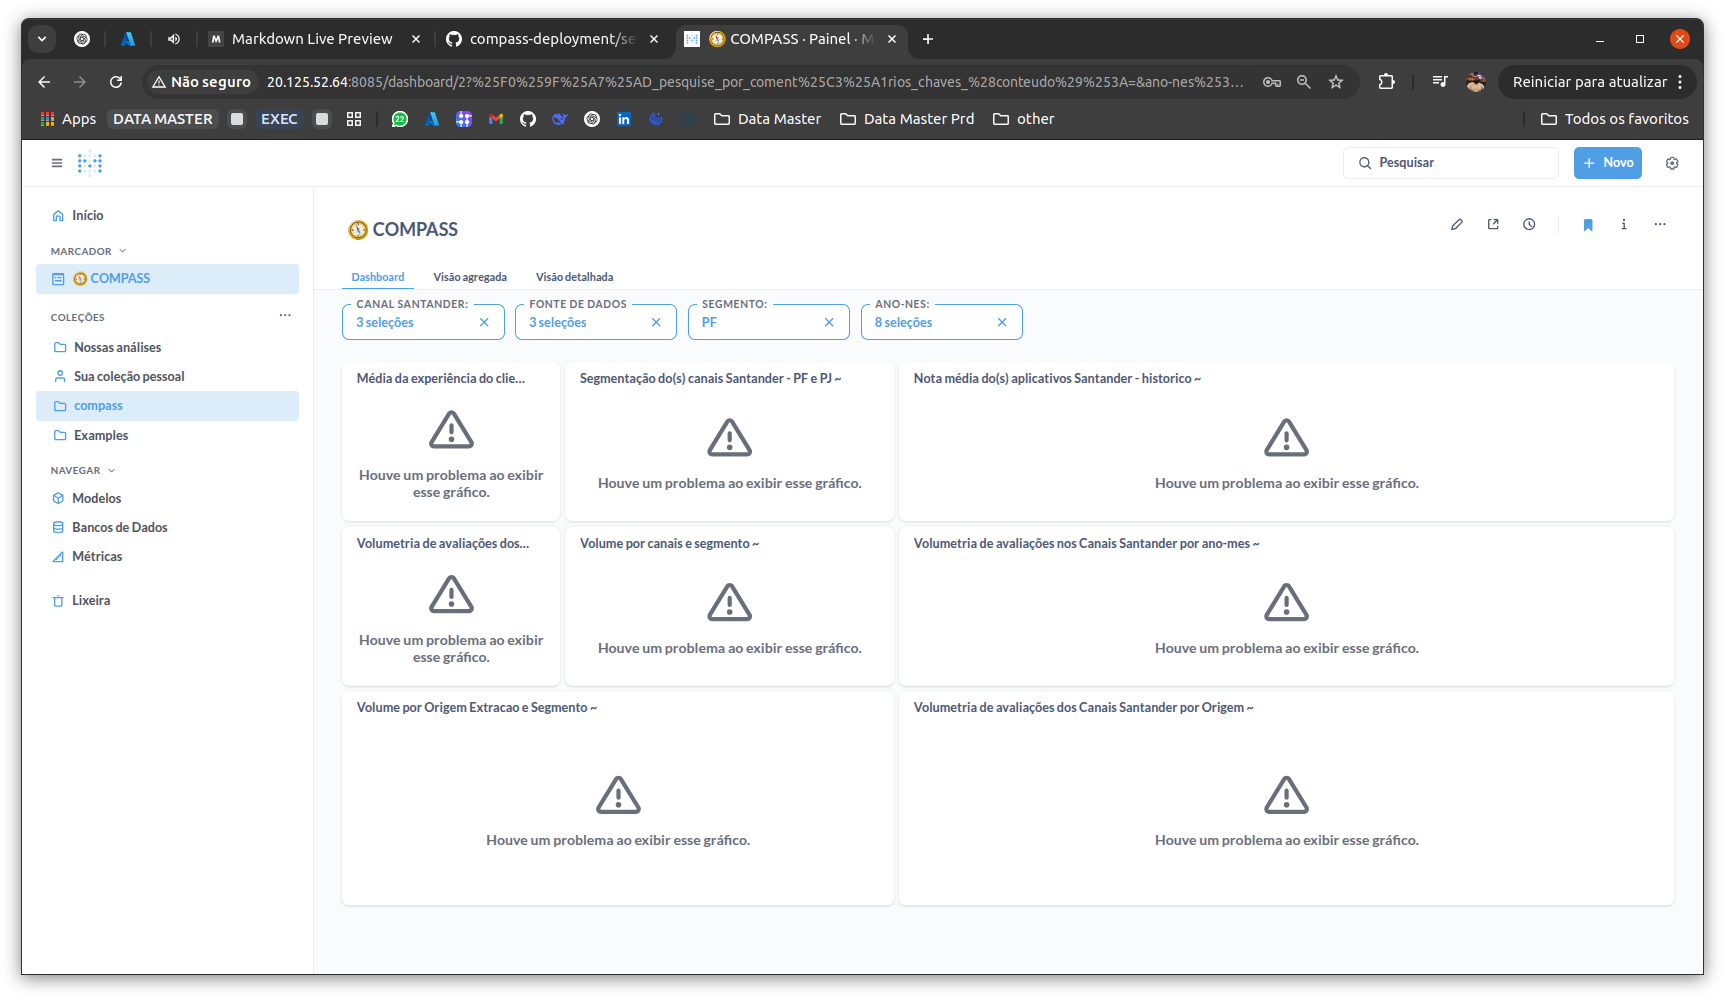 Markdown Live Preview
compass-deployment/se
COMPASS · Painel · M
Não seguro
20.125.52.64:8085/dashboard/2?%25F0%259F%25A7%25AD_pesquise_por_coment%25C3%25A1rios_chaves_%28conteudo%29%253A=&ano-nes%253...
Reiniciar para atualizar
Apps
DATA MASTER
EXEC
22
in
Data Master
Data Master Prd
other
Todos os favoritos
Pesquisar
+ Novo
Início
MARCADOR
COMPASS
COLEÇÕES
...
Nossas análises
Sua coleção pessoal
compass
Examples
NAVEGAR
Modelos
Bancos de Dados
Métricas
Lixeira
COMPASS
Dashboard
Visão agregada
Visão detalhada
CANAL SANTANDER:
3 seleções
FONTE DE DADOS
3 seleções
SEGMENTO:
PF
ANO-NES:
8 seleções
Média da experiência do clie...
Houve um problema ao exibir
esse gráfico.
Segmentação do(s) canais Santander - PF e PJ ~
Houve um problema ao exibir esse gráfico.
Nota média do(s) aplicativos Santander - historico ~
Houve um problema ao exibir esse gráfico.
Volumetria de avaliações dos...
Houve um problema ao exibir
esse gráfico.
Volume por canais e segmento ~
Houve um problema ao exibir esse gráfico.
Volumetria de avaliações nos Canais Santander por ano-mes ~
Houve um problema ao exibir esse gráfico.
Volume por Origem Extracao e Segmento ~
Houve um problema ao exibir esse gráfico.
Volumetria de avaliações dos Canais Santander por Origem ~
Houve um problema ao exibir esse gráfico.